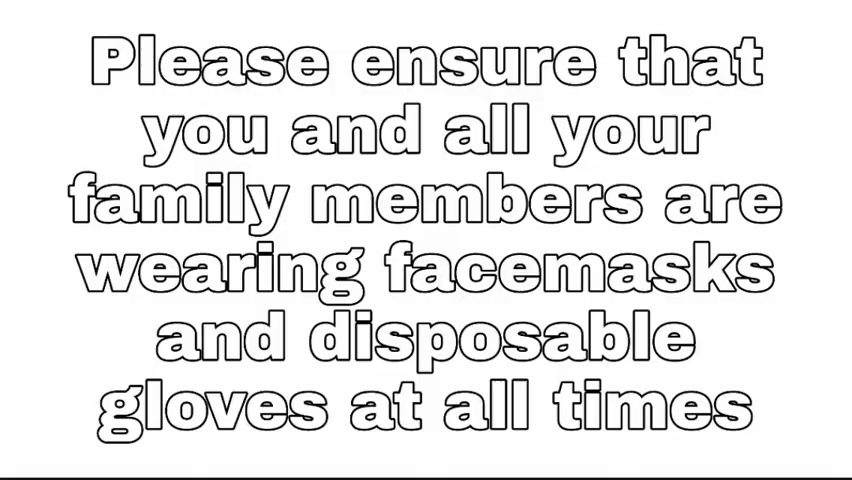 Please ensure that
you and all your
family members are
wearing facemasks
and disposable
gloves at all times